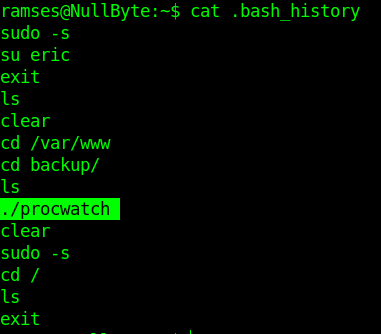 ramses@NullByte:~$ cat .bash_history
sudo -s
su eric
exit
ls
clear
cd /var/www
cd backup/
ls
./procwatch
clear
sudo -s
cd /
ls
exit